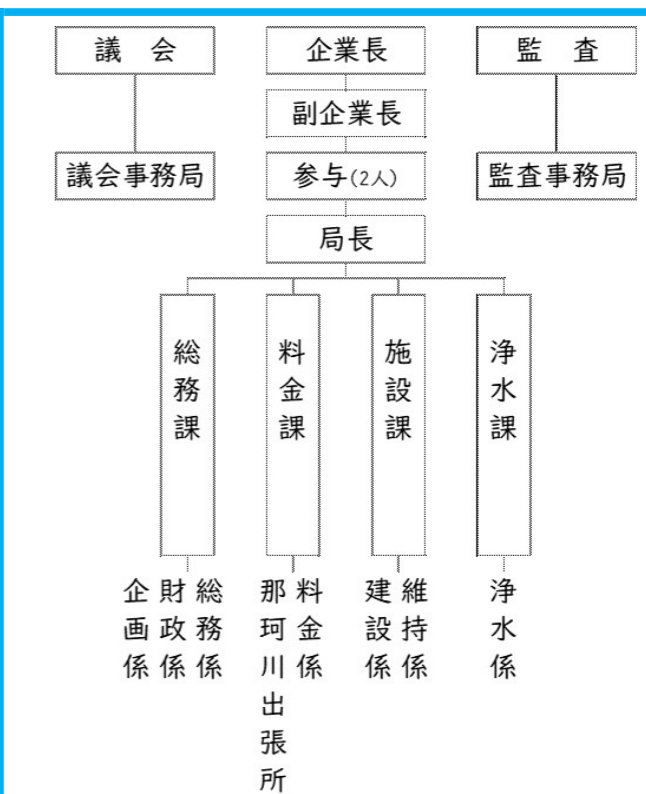 議　会
企業長
監　査
副企業長
議会事務局
参与(2人)
監査事務局
局長
総務課
料金課
施設課
浄水課
総務係
財政係
企画係
料金係
那珂川出張所
維持係
建設係
浄水係